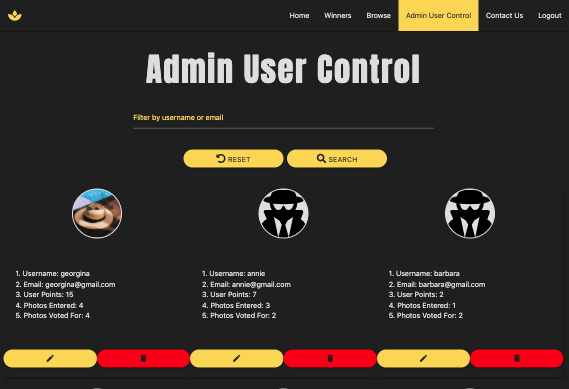 Home Winners Browse Admin User Control Contact Us Logout
Admin User Control
Filter by username or email
RESET SEARCH
1. Username: georgina
2. Email: georgina@gmail.com
3. User Points: 15
4. Photos Entered: 4
5. Photos Voted For: 4
1. Username: annie
2. Email: annie@gmail.com
3. User Points: 7
4. Photos Entered: 3
5. Photos Voted For: 2
1. Username: barbara
2. Email: barbara@gmail.com
3. User Points: 2
4. Photos Entered: 1
5. Photos Voted For: 2